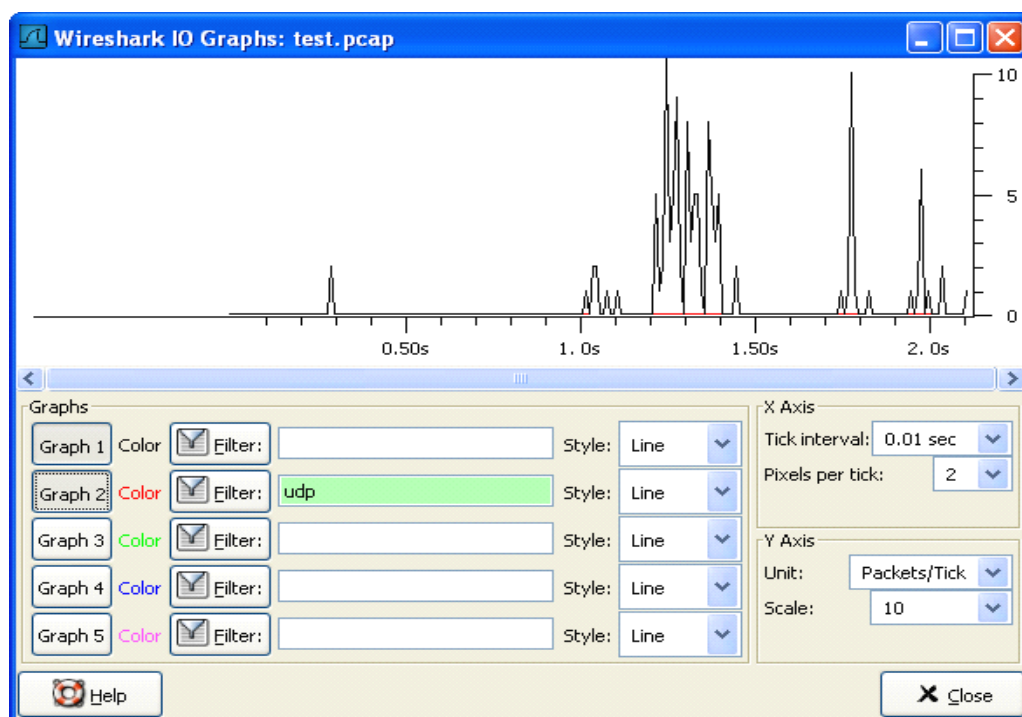 Wireshark IO Graphs: test.pcap
10
5
0
0.50s 1. 0s 1.50s 2. 0s
Graphs
Graph 1 Color Filter: Style: Line
Graph 2 Color Filter: udp Style: Line
Graph 3 Color Filter: Style: Line
Graph 4 Color Filter: Style: Line
Graph 5 Color Filter: Style: Line
X Axis
Tick interval: 0.01 sec
Pixels per tick: 2
Y Axis
Unit: Packets/Tick
Scale: 10
Help
Close